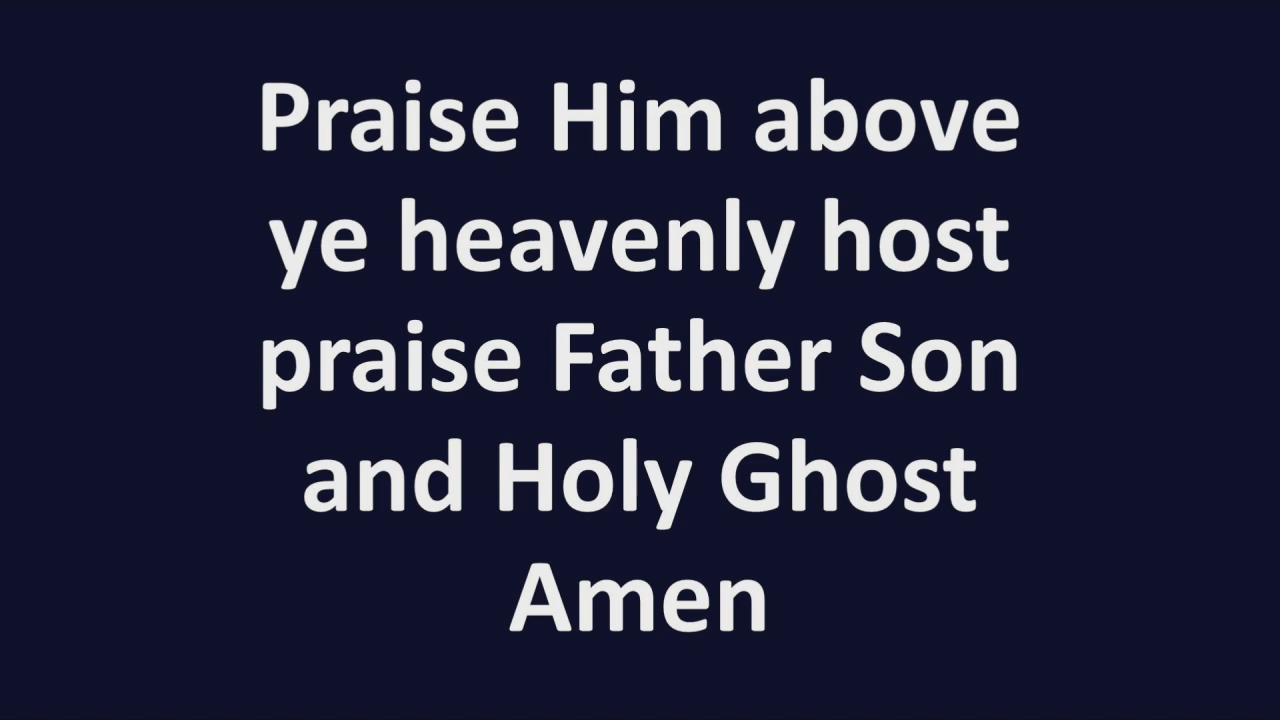 Praise Him above
ye heavenly host
praise Father Son
and Holy Ghost
Amen